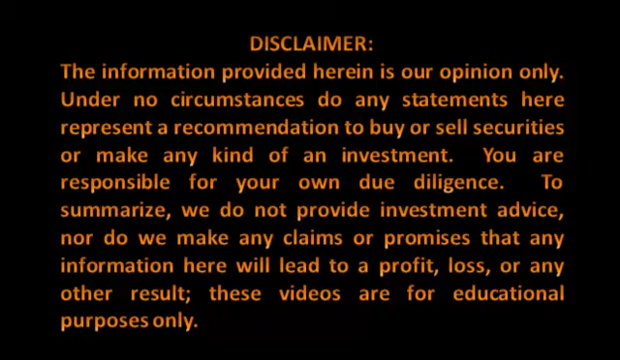 DISCLAIMER:
The information provided herein is our opinion only.
Under no circumstances do any statements here
represent a recommendation to buy or sell securities
or make any kind of an investment. You are
responsible for your own due diligence. To
summarize, we do not provide investment advice,
nor do we make any claims or promises that any
information here will lead to a profit, loss, or any
other result; these videos are for educational
purposes only.